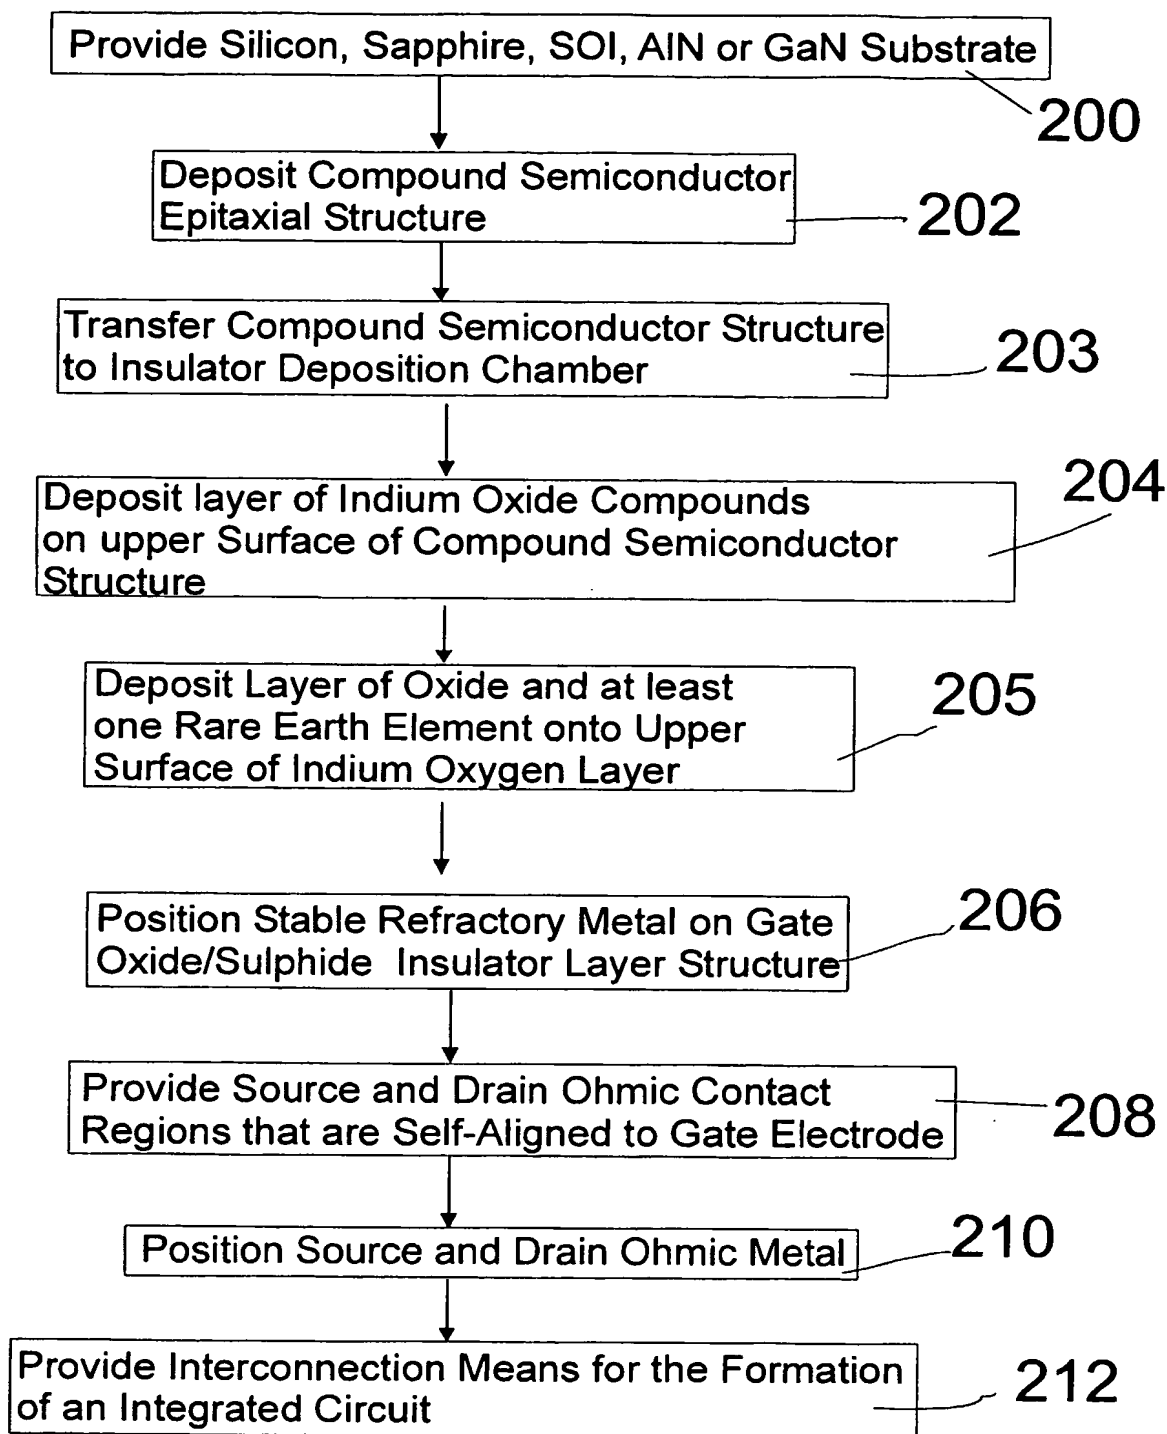 Provide Silicon, Sapphire, SOI, AlN or GaN Substrate
200
Deposit Compound Semiconductor
Epitaxial Structure
202
Transfer Compound Semiconductor Structure
to Insulator Deposition Chamber
203
Deposit layer of Indium Oxide Compounds
on upper Surface of Compound Semiconductor
Structure
204
Deposit Layer of Oxide and at least
one Rare Earth Element onto Upper
Surface of Indium Oxygen Layer
205
Position Stable Refractory Metal on Gate
Oxide/Sulphide Insulator Layer Structure
206
Provide Source and Drain Ohmic Contact
Regions that are Self-Aligned to Gate Electrode
208
Position Source and Drain Ohmic Metal
210
Provide Interconnection Means for the Formation
of an Integrated Circuit
212